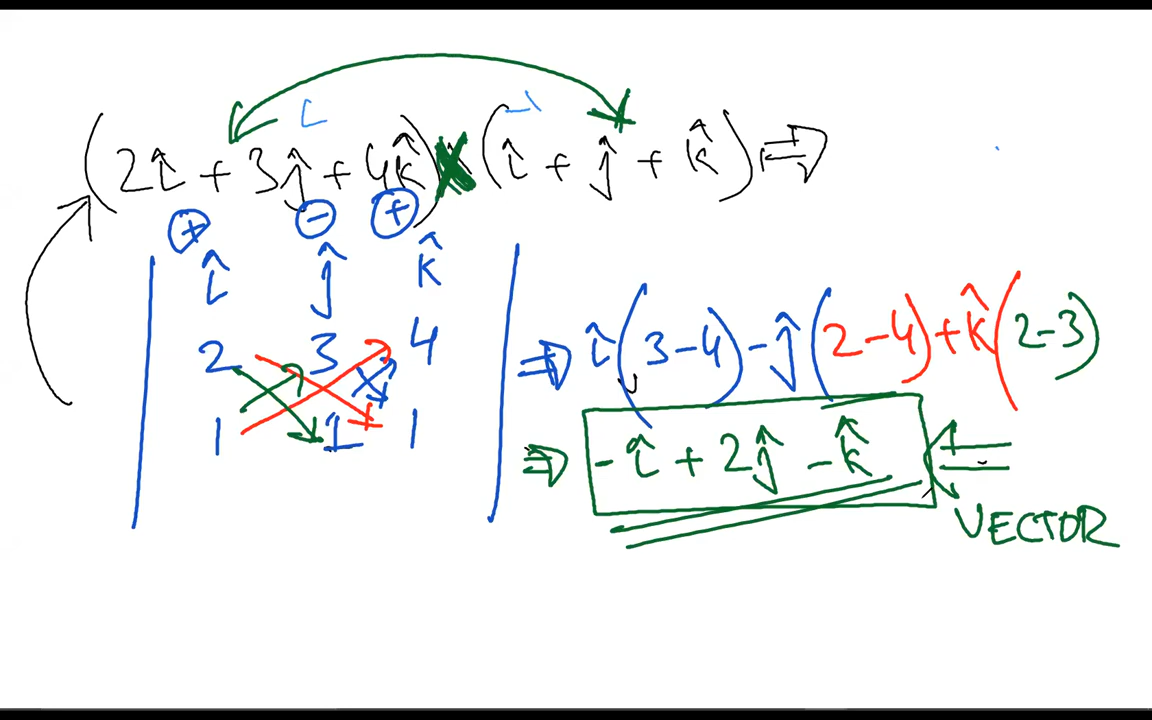 (2î + 3ĵ + 4k̂) × (î + ĵ + k̂) ⇒
+ − +
î ĵ k̂
2 3 4
1 1 1
⇒ î(3−4) − ĵ(2−4) + k̂(2−3)
⇒ −î + 2ĵ − k̂
VECTOR